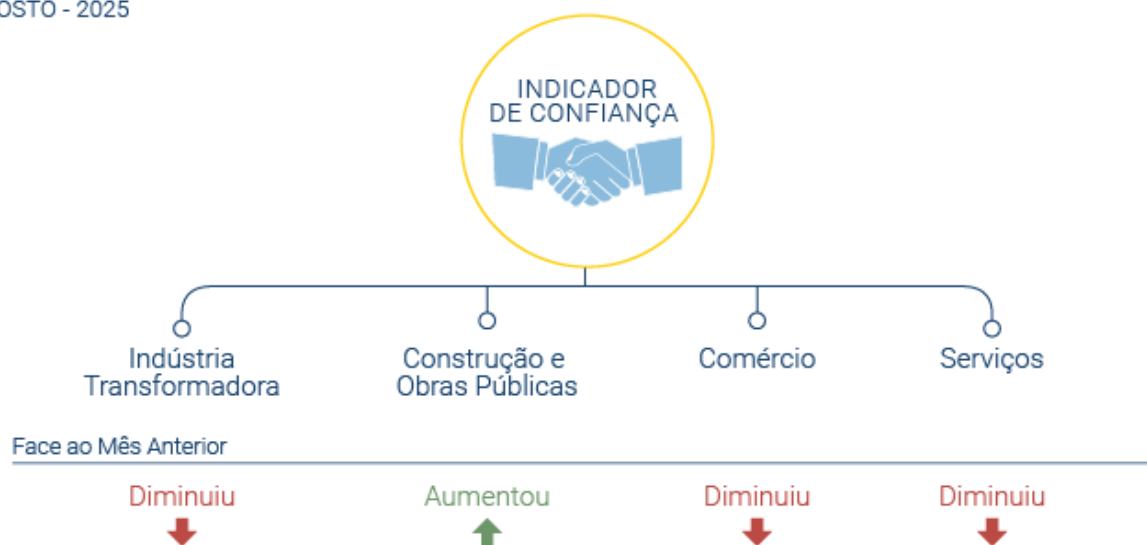 OSTO - 2025
INDICADOR
DE CONFIANÇA
Indústria
Transformadora
Construção e
Obras Públicas
Comércio
Serviços
Face ao Mês Anterior
Diminuiu
Aumentou
Diminuiu
Diminuiu